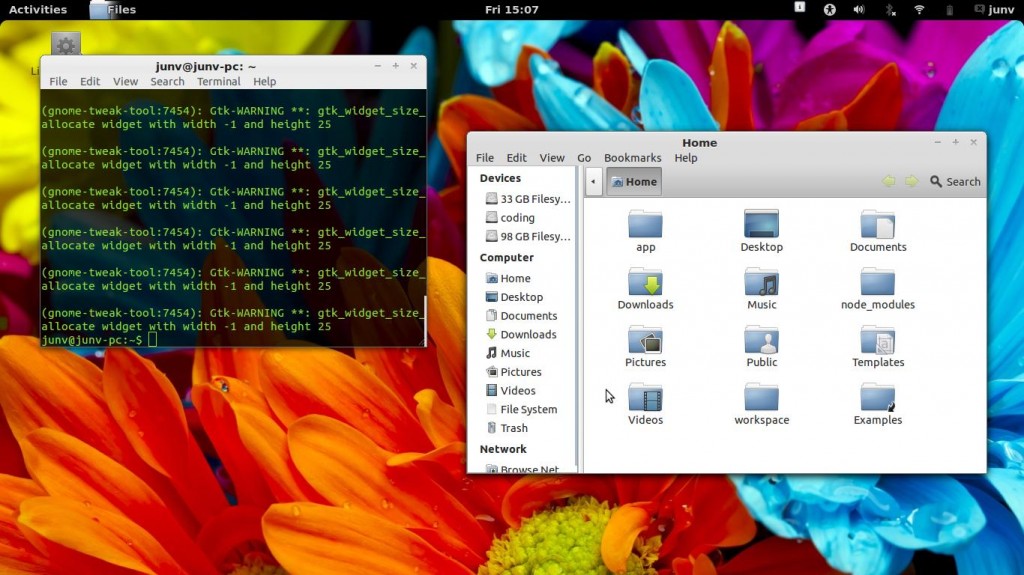 Activities
Files
Fri 15:07
junv
junv@junv-pc: ~
File Edit View Search Terminal Help
(gnome-tweak-tool:7454): Gtk-WARNING **: gtk_widget_size_
allocate widget with width -1 and height 25
(gnome-tweak-tool:7454): Gtk-WARNING **: gtk_widget_size_
allocate widget with width -1 and height 25
(gnome-tweak-tool:7454): Gtk-WARNING **: gtk_widget_size_
allocate widget with width -1 and height 25
(gnome-tweak-tool:7454): Gtk-WARNING **: gtk_widget_size_
allocate widget with width -1 and height 25
(gnome-tweak-tool:7454): Gtk-WARNING **: gtk_widget_size_
allocate widget with width -1 and height 25
(gnome-tweak-tool:7454): Gtk-WARNING **: gtk_widget_size_
allocate widget with width -1 and height 25
junv@junv-pc:~$
Home
File Edit View Go Bookmarks Help
Home
Search
Devices
33 GB Filesy...
coding
98 GB Filesy...
Computer
Home
Desktop
Documents
Downloads
Music
Pictures
Videos
File System
Trash
Network
Browse Net
app
Desktop
Documents
Downloads
Music
node_modules
Pictures
Public
Templates
Videos
workspace
Examples